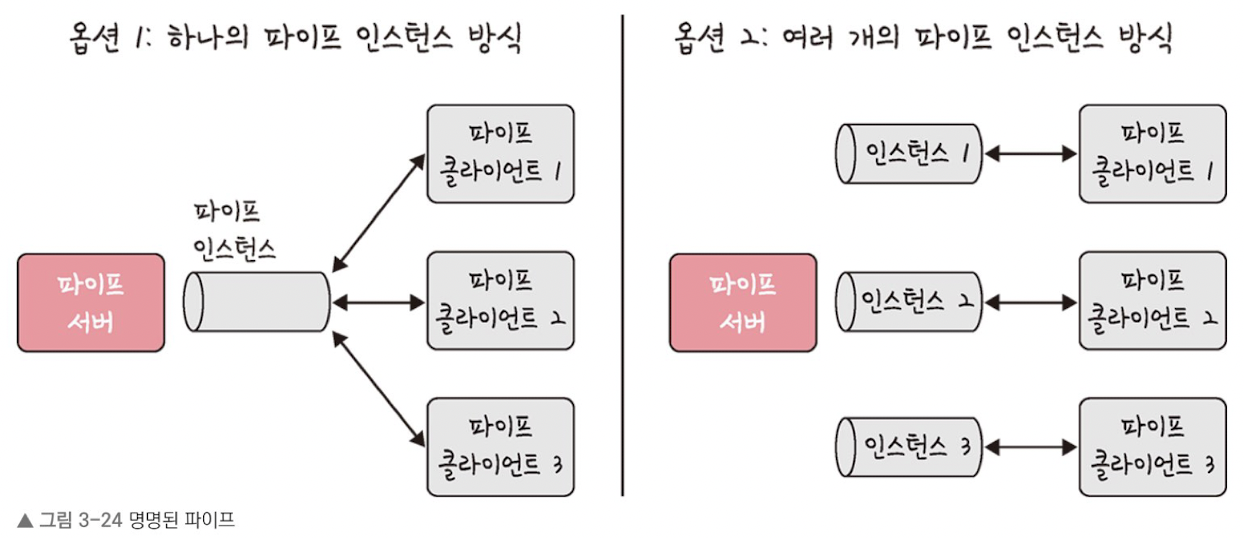 옵션 1: 하나의 파이프 인스턴스 방식
파이프
서버
파이프
인스턴스
파이프
클라이언트 1
파이프
클라이언트 2
파이프
클라이언트 3
옵션 2: 여러 개의 파이프 인스턴스 방식
파이프
서버
인스턴스 1
파이프
클라이언트 1
인스턴스 2
파이프
클라이언트 2
인스턴스 3
파이프
클라이언트 3
▲ 그림 3-24 명명된 파이프